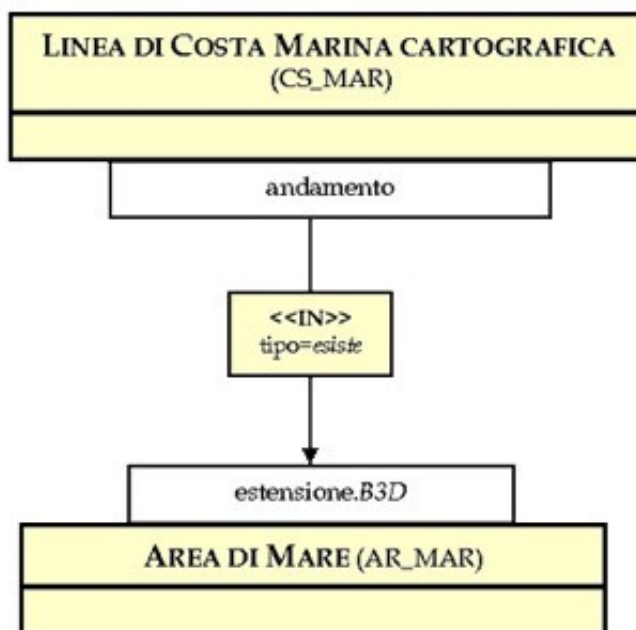 LINEA DI COSTA MARINA CARTOGRAFICA
(CS_MAR)
andamento
<<IN>>
tipo=esiste
estensione.B3D
AREA DI MARE (AR_MAR)